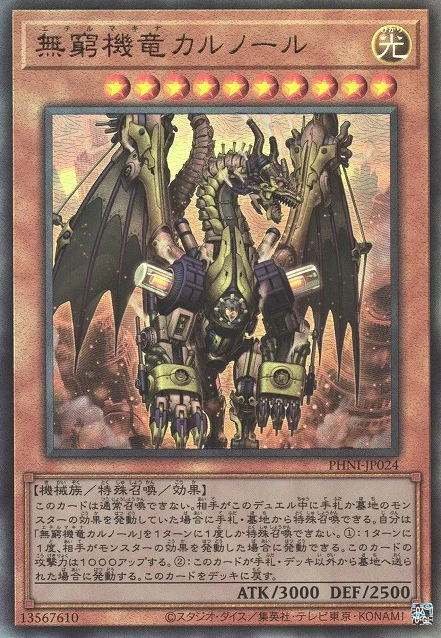 エテルマキナ
無窮機竜カルノール
ひかり
光
PHNI-JP024
【機械族/特殊召喚/効果】
このカードは通常召喚できない。相手がこのデュエル中に手札か墓地のモン
スターの効果を発動していた場合に手札・墓地から特殊召喚できる。自分は
「無窮機竜カルノール」を1ターンに1度しか特殊召喚できない。①:1ターンに
1度、相手がモンスターの効果を発動した場合に発動できる。このカードの
攻撃力は1000アップする。②:このカードが手札・デッキ以外から墓地へ送ら
れた場合に発動する。このカードをデッキに戻す。
ATK/3000 DEF/2500
13567610
©スタジオ・ダイス/集英社・テレビ東京・KONAMI